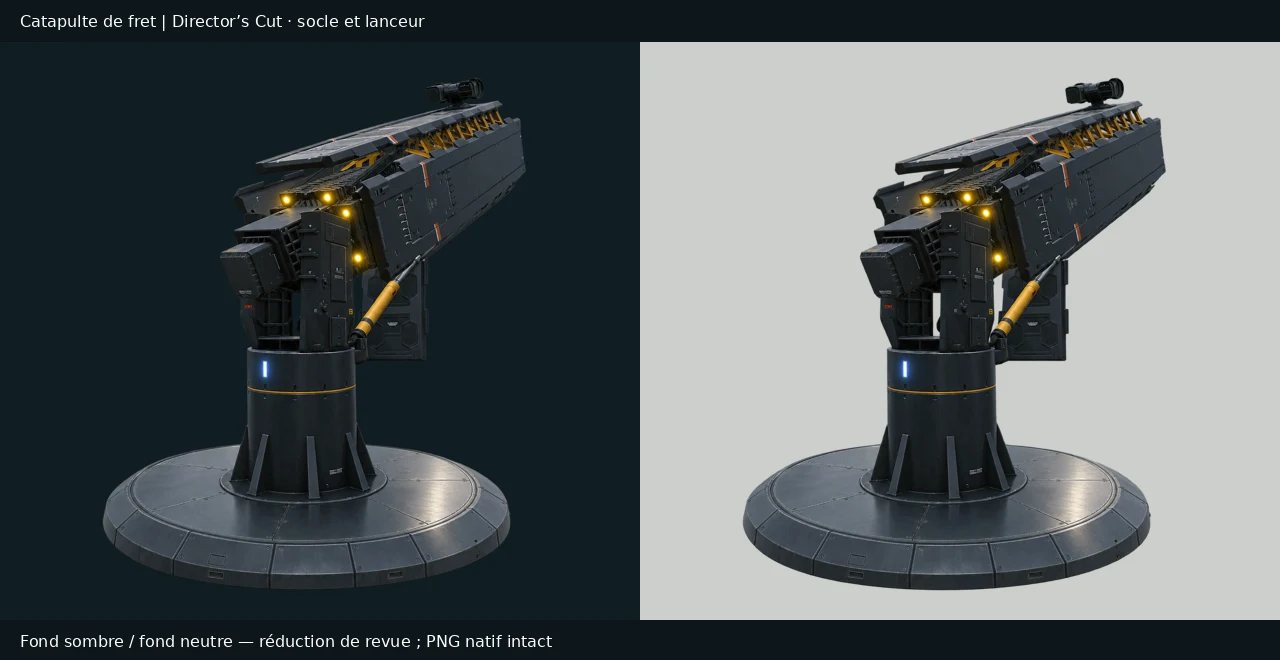 Catapulte de fret | Director’s Cut · socle et lanceur
Fond sombre / fond neutre — réduction de revue ; PNG natif intact